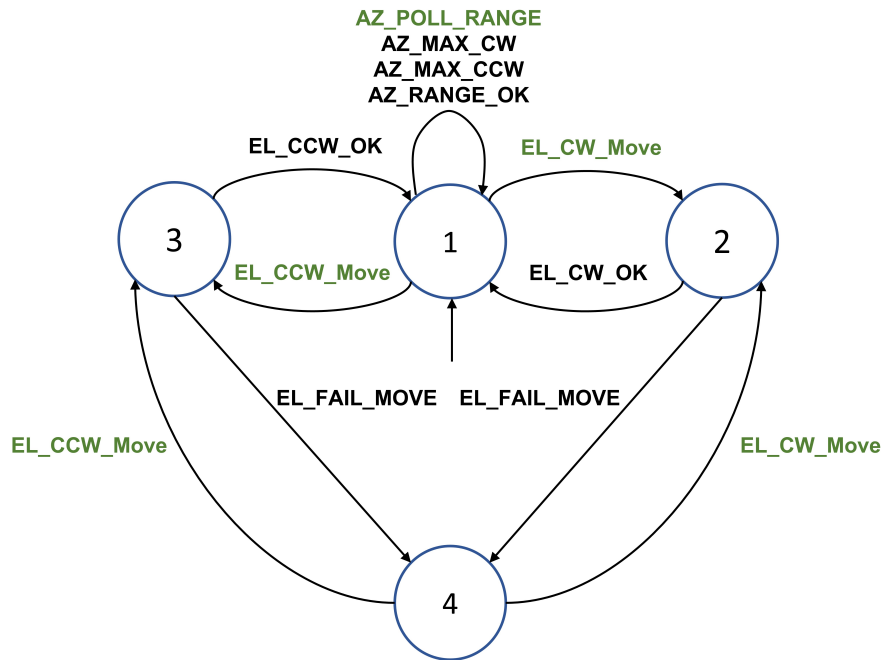 AZ_POLL_RANGE
AZ_MAX_CW
AZ_MAX_CCW
AZ_RANGE_OK
EL_CCW_OK
EL_CW_Move
3
1
2
EL_CCW_Move
EL_CW_OK
EL_FAIL_MOVE
EL_FAIL_MOVE
EL_CCW_Move
EL_CW_Move
4